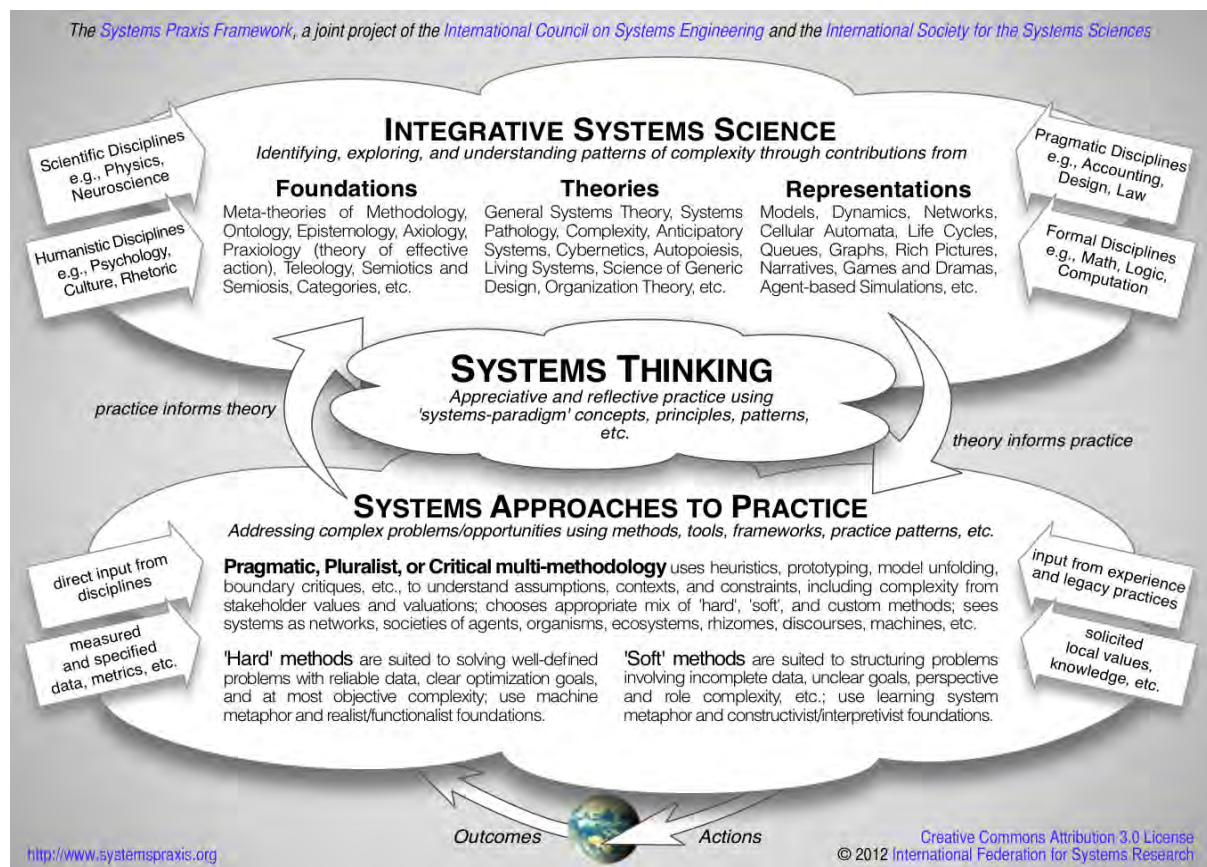 The Systems Praxis Framework, a joint project of the International Council on Systems Engineering and the International Society for the Systems Sciences
INTEGRATIVE SYSTEMS SCIENCE
Identifying, exploring, and understanding patterns of complexity through contributions from
Scientific Disciplines
e.g., Physics,
Neuroscience
Humanistic Disciplines
e.g., Psychology,
Culture, Rhetoric
Foundations
Meta-theories of Methodology,
Ontology, Epistemology, Axiology,
Praxiology (theory of effective
action), Teleology, Semiotics and
Semiosis, Categories, etc.
Theories
General Systems Theory, Systems
Pathology, Complexity, Anticipatory
Systems, Cybernetics, Autopoiesis,
Living Systems, Science of Generic
Design, Organization Theory, etc.
Representations
Models, Dynamics, Networks,
Cellular Automata, Life Cycles,
Queues, Graphs, Rich Pictures,
Narratives, Games and Dramas,
Agent-based Simulations, etc.
Pragmatic Disciplines
e.g., Accounting,
Design, Law
Formal Disciplines
e.g., Math, Logic,
Computation
SYSTEMS THINKING
Appreciative and reflective practice using
'systems-paradigm' concepts, principles, patterns,
etc.
practice informs theory
theory informs practice
SYSTEMS APPROACHES TO PRACTICE
Addressing complex problems/opportunities using methods, tools, frameworks, practice patterns, etc.
direct input from
disciplines
measured
and specified
data, metrics, etc.
Pragmatic, Pluralist, or Critical multi-methodology uses heuristics, prototyping, model unfolding,
boundary critiques, etc., to understand assumptions, contexts, and constraints, including complexity from
stakeholder values and valuations; chooses appropriate mix of 'hard', 'soft', and custom methods; sees
systems as networks, societies of agents, organisms, ecosystems, rhizomes, discourses, machines, etc.
'Hard' methods are suited to solving well-defined
problems with reliable data, clear optimization goals,
and at most objective complexity; use machine
metaphor and realist/functionalist foundations.
'Soft' methods are suited to structuring problems
involving incomplete data, unclear goals, perspective
and role complexity, etc.; use learning system
metaphor and constructivist/interpretivist foundations.
input from experience
and legacy practices
solicited
local values,
knowledge, etc.
Outcomes
Actions
http://www.systemspraxis.org
Creative Commons Attribution 3.0 License
© 2012 International Federation for Systems Research